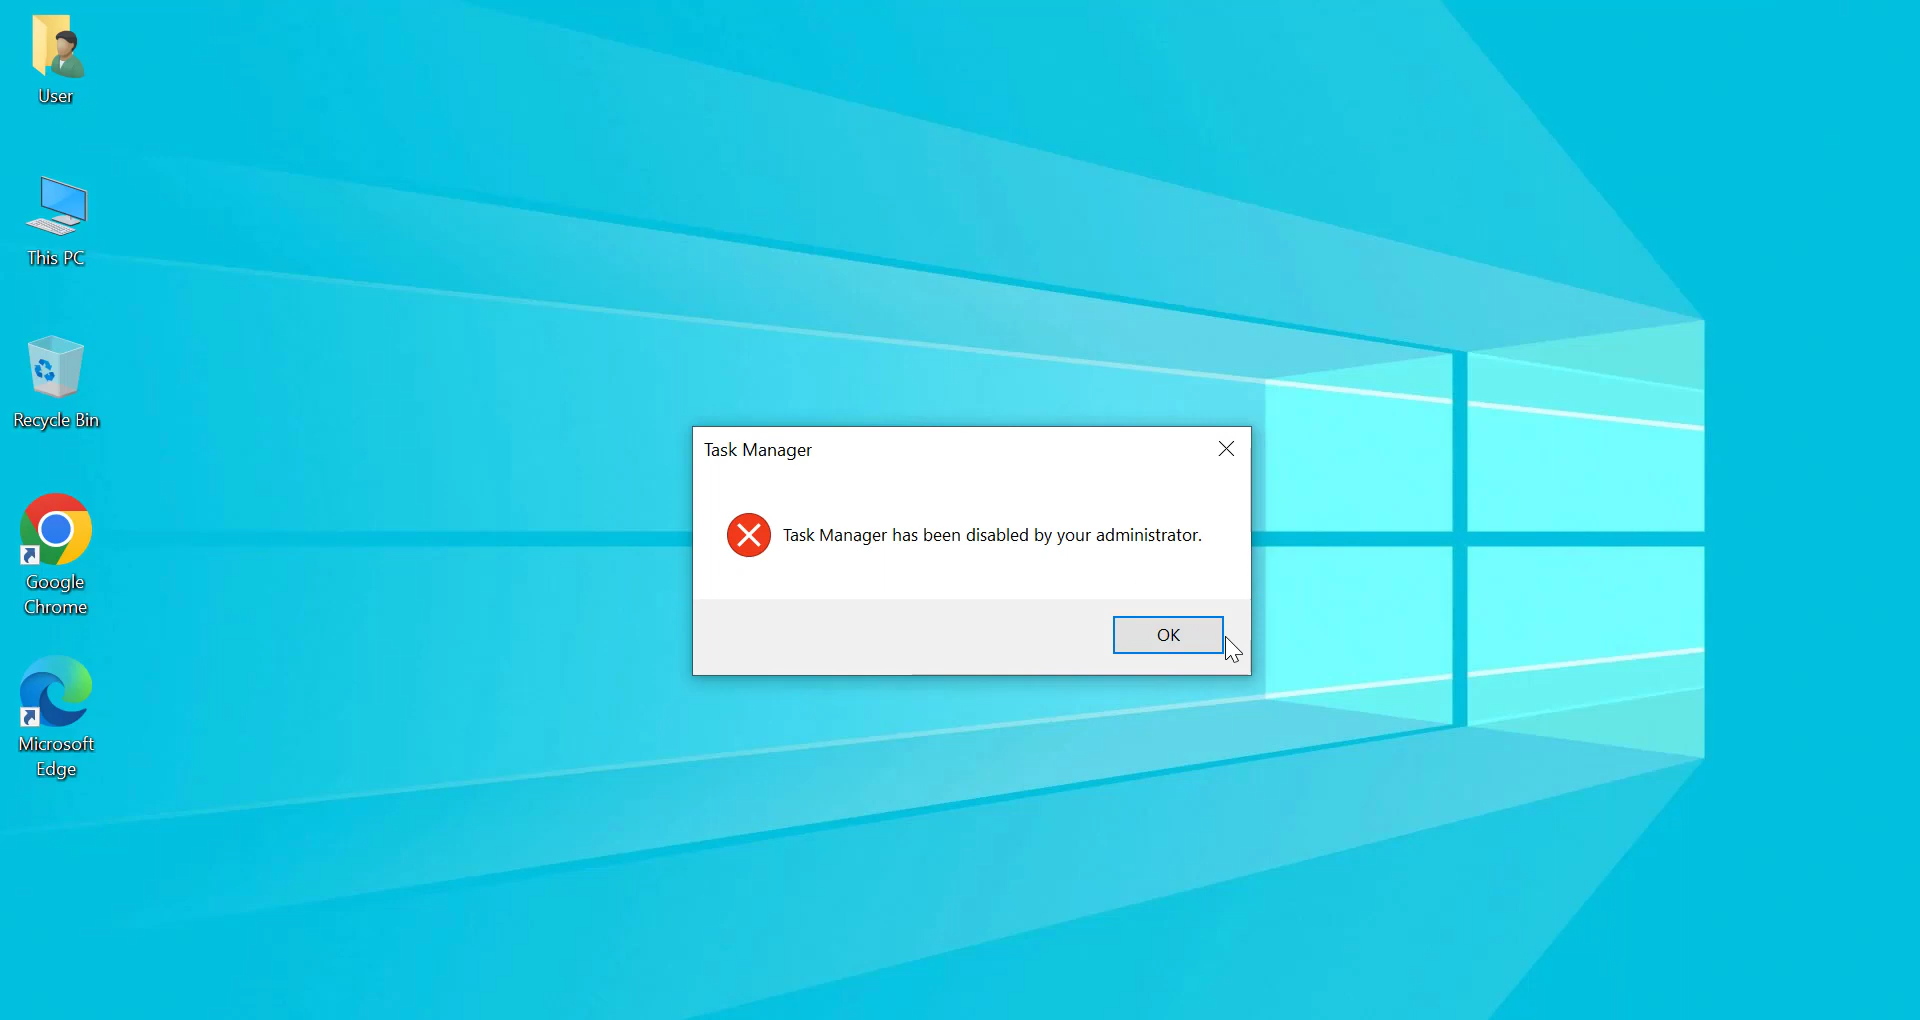 User
This PC
Recycle Bin
Google
Chrome
Microsoft
Edge
Task Manager
Task Manager has been disabled by your administrator.
OK